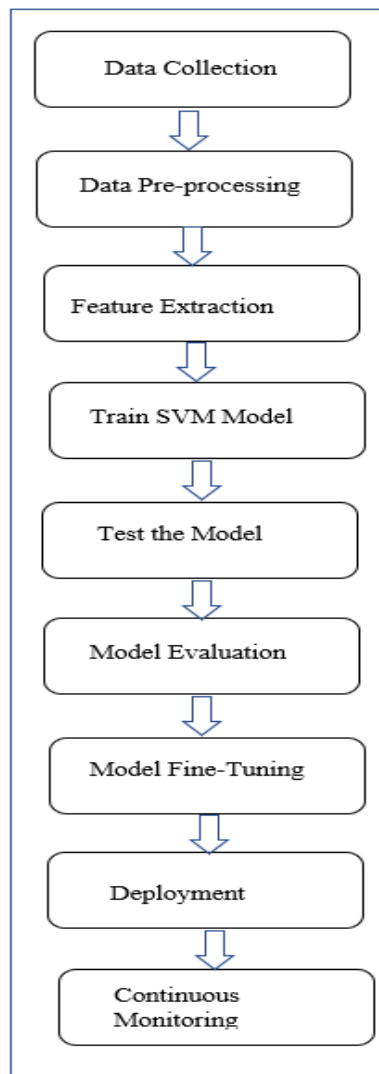 Data Collection
Data Pre-processing
Feature Extraction
Train SVM Model
Test the Model
Model Evaluation
Model Fine-Tuning
Deployment
Continuous
Monitoring